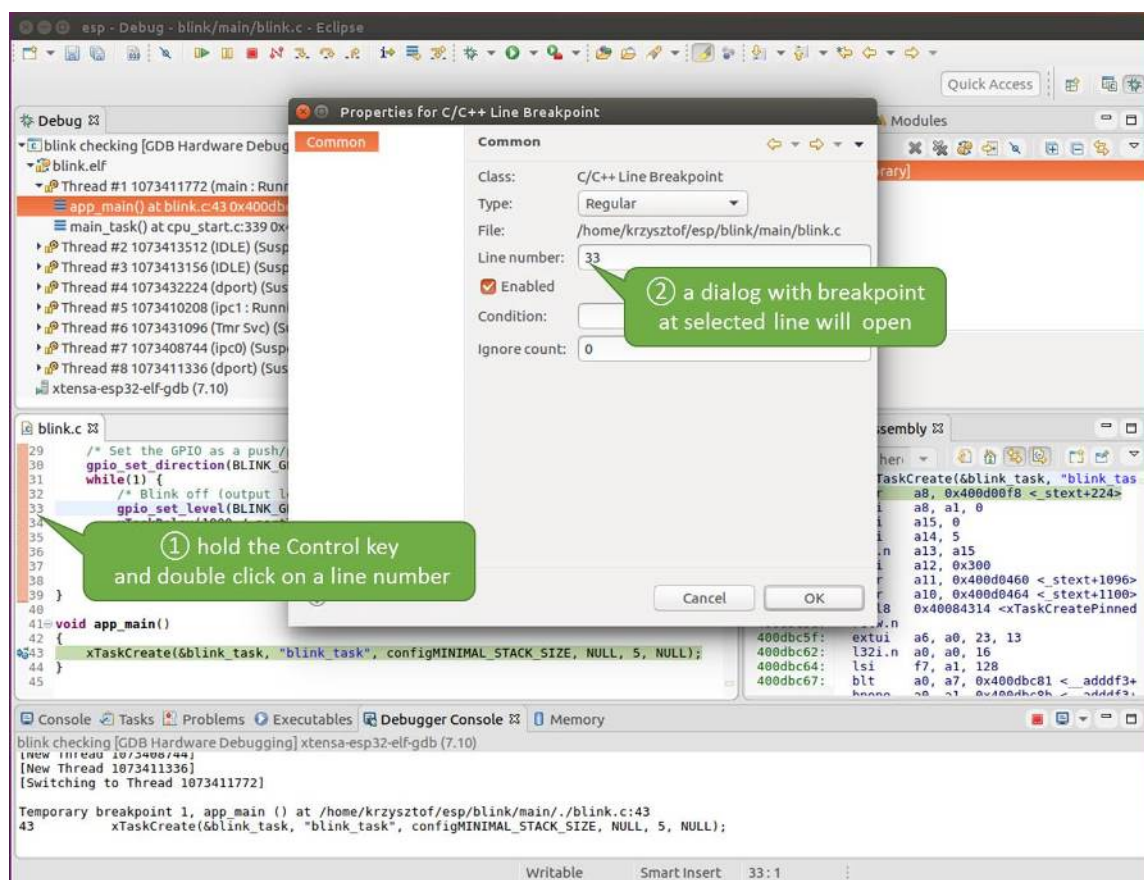 esp - Debug - blink/main/blink.c - Eclipse
Quick Access
Debug
blink checking [GDB Hardware Debug
blink.elf
Thread #1 1073411772 (main : Runn
app_main() at blink.c:43 0x400db
main_task() at cpu_start.c:339 0x
Thread #2 1073413512 (IDLE) (Susp
Thread #3 1073413156 (IDLE) (Susp
Thread #4 1073432224 (dport) (Sus
Thread #5 1073410208 (ipc1 : Runni
Thread #6 1073431096 (Tmr Svc) (S
Thread #7 1073408744 (ipc0) (Susp
Thread #8 1073411336 (dport) (Sus
xtensa-esp32-elf-gdb (7.10)
Modules
rary]
Properties for C/C++ Line Breakpoint
Common
Common
Class: C/C++ Line Breakpoint
Type: Regular
File: /home/krzysztof/esp/blink/main/blink.c
Line number: 33
Enabled
Condition:
Ignore count: 0
② a dialog with breakpoint
at selected line will open
Cancel OK
blink.c
29 /* Set the GPIO as a push/
30 gpio_set_direction(BLINK_G
31 while(1) {
32 /* Blink off (output l
33 gpio_set_level(BLINK_G
34
35
36
37
38
39 }
40
41 void app_main()
42 {
43 xTaskCreate(&blink_task, "blink_task", configMINIMAL_STACK_SIZE, NULL, 5, NULL);
44 }
45
① hold the Control key
and double click on a line number
ssembly
her
TaskCreate(&blink_task, "blink_tas
r a8, 0x400d00f8 <_stext+224>
i a8, a1, 0
i a15, 0
i a14, 5
.n a13, a15
i a12, 0x300
r a11, 0x400d0460 <_stext+1096>
r a10, 0x400d0464 <_stext+1100>
l8 0x40084314 <xTaskCreatePinned
400dbc5f: extui a6, a0, 23, 13
400dbc62: l32i.n a0, a0, 16
400dbc64: lsi f7, a1, 128
400dbc67: blt a0, a7, 0x400dbc81 <__adddf3+
Console Tasks Problems Executables Debugger Console Memory
blink checking [GDB Hardware Debugging] xtensa-esp32-elf-gdb (7.10)
[New Thread 1073408744]
[New Thread 1073411336]
[Switching to Thread 1073411772]
Temporary breakpoint 1, app_main () at /home/krzysztof/esp/blink/main/./blink.c:43
43 xTaskCreate(&blink_task, "blink_task", configMINIMAL_STACK_SIZE, NULL, 5, NULL);
Writable Smart Insert 33 : 1